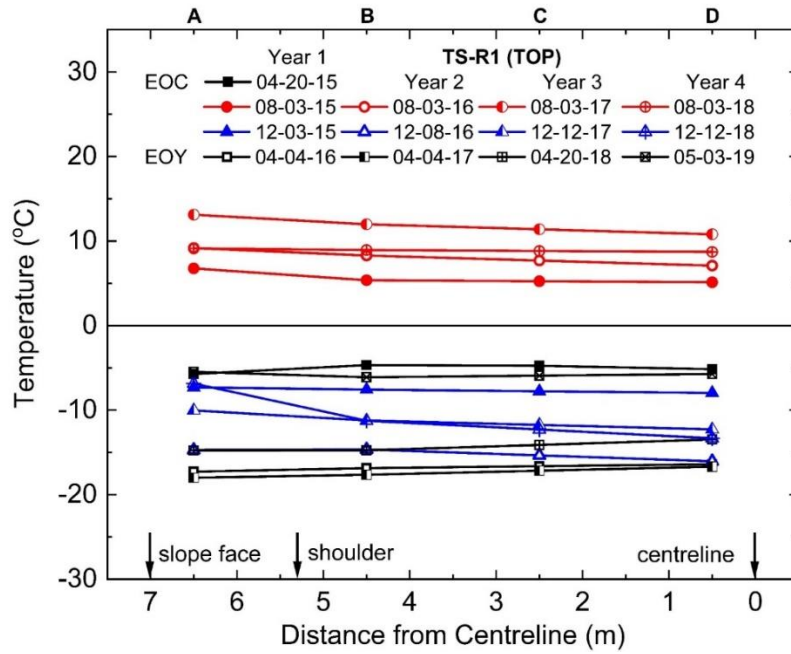 A B C D
Year 1 TS-R1 (TOP)
EOC 04-20-15 Year 2 Year 3 Year 4
08-03-15 08-03-16 08-03-17 08-03-18
12-03-15 12-08-16 12-12-17 12-12-18
EOY 04-04-16 04-04-17 04-20-18 05-03-19
30
20
10
0
-10
-20
-30
Temperature (°C)
slope face shoulder centreline
7 6 5 4 3 2 1 0
Distance from Centreline (m)